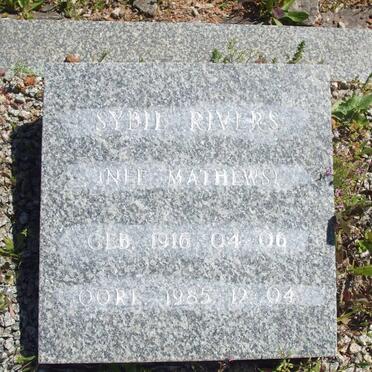 SYBIL RIVERS
(NEE MATHEWS)
GEB. 1916 04 06
OORL. 1985 12 04